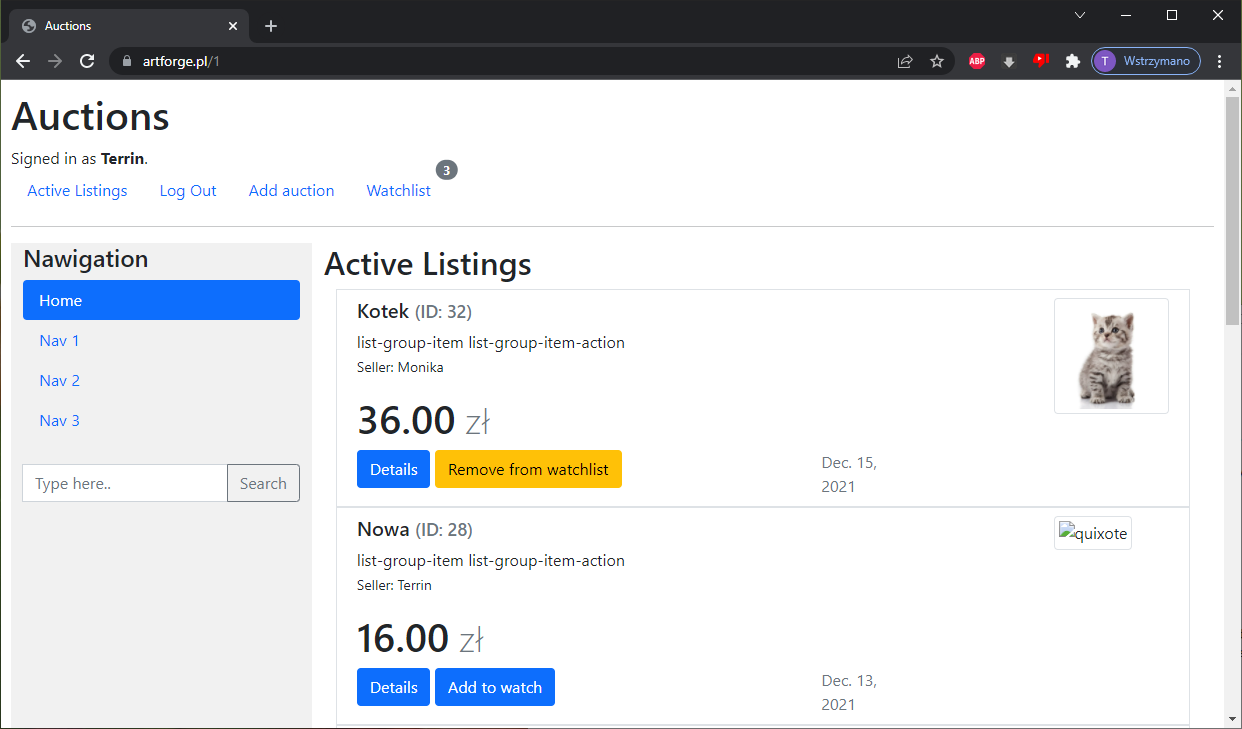 Auctions
artforge.pl/1
ABP
T Wstrzymano
Auctions
Signed in as Terrin.
Active Listings Log Out Add auction Watchlist 3
Nawigation
Home
Nav 1
Nav 2
Nav 3
Type here.. Search
Active Listings
Kotek (ID: 32)
list-group-item list-group-item-action
Seller: Monika
36.00 zł
Details Remove from watchlist
Dec. 15,
2021
Nowa (ID: 28)
quixote
list-group-item list-group-item-action
Seller: Terrin
16.00 zł
Details Add to watch
Dec. 13,
2021